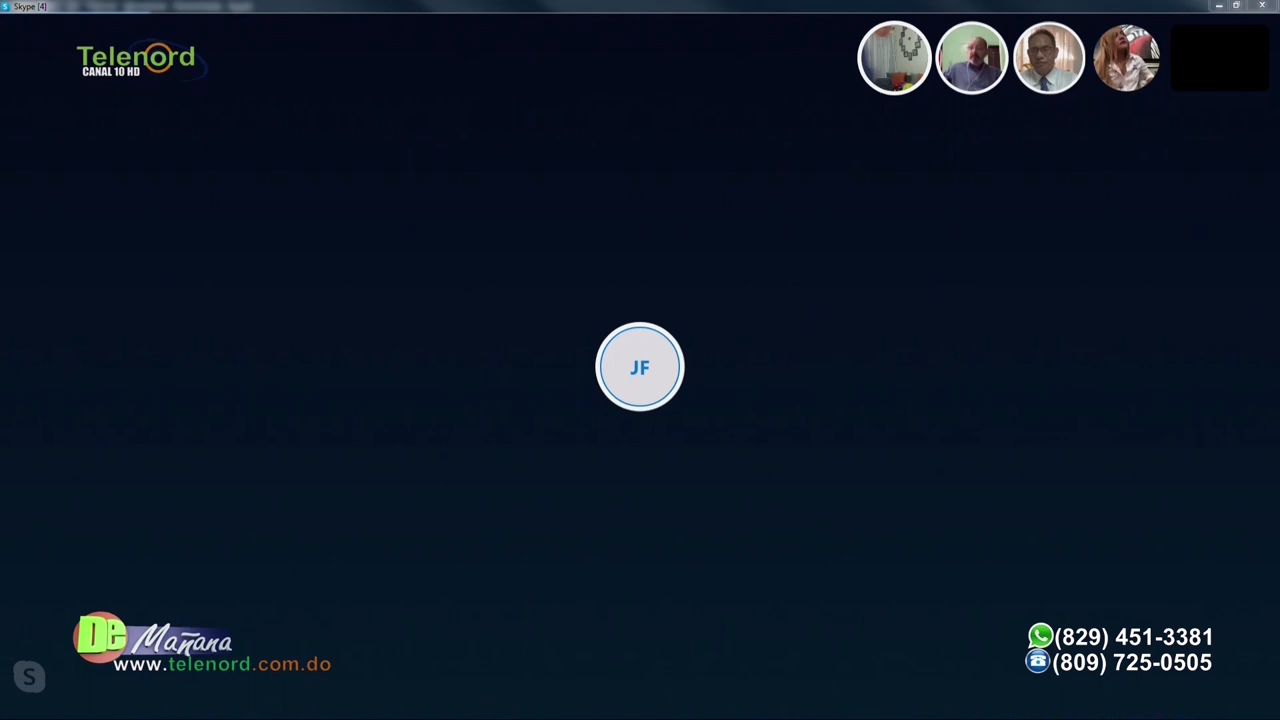 Skype [4]
Telenord
CANAL 10 HD
JF
De Mañana
www.telenord.com.do
(829) 451-3381
(809) 725-0505
S